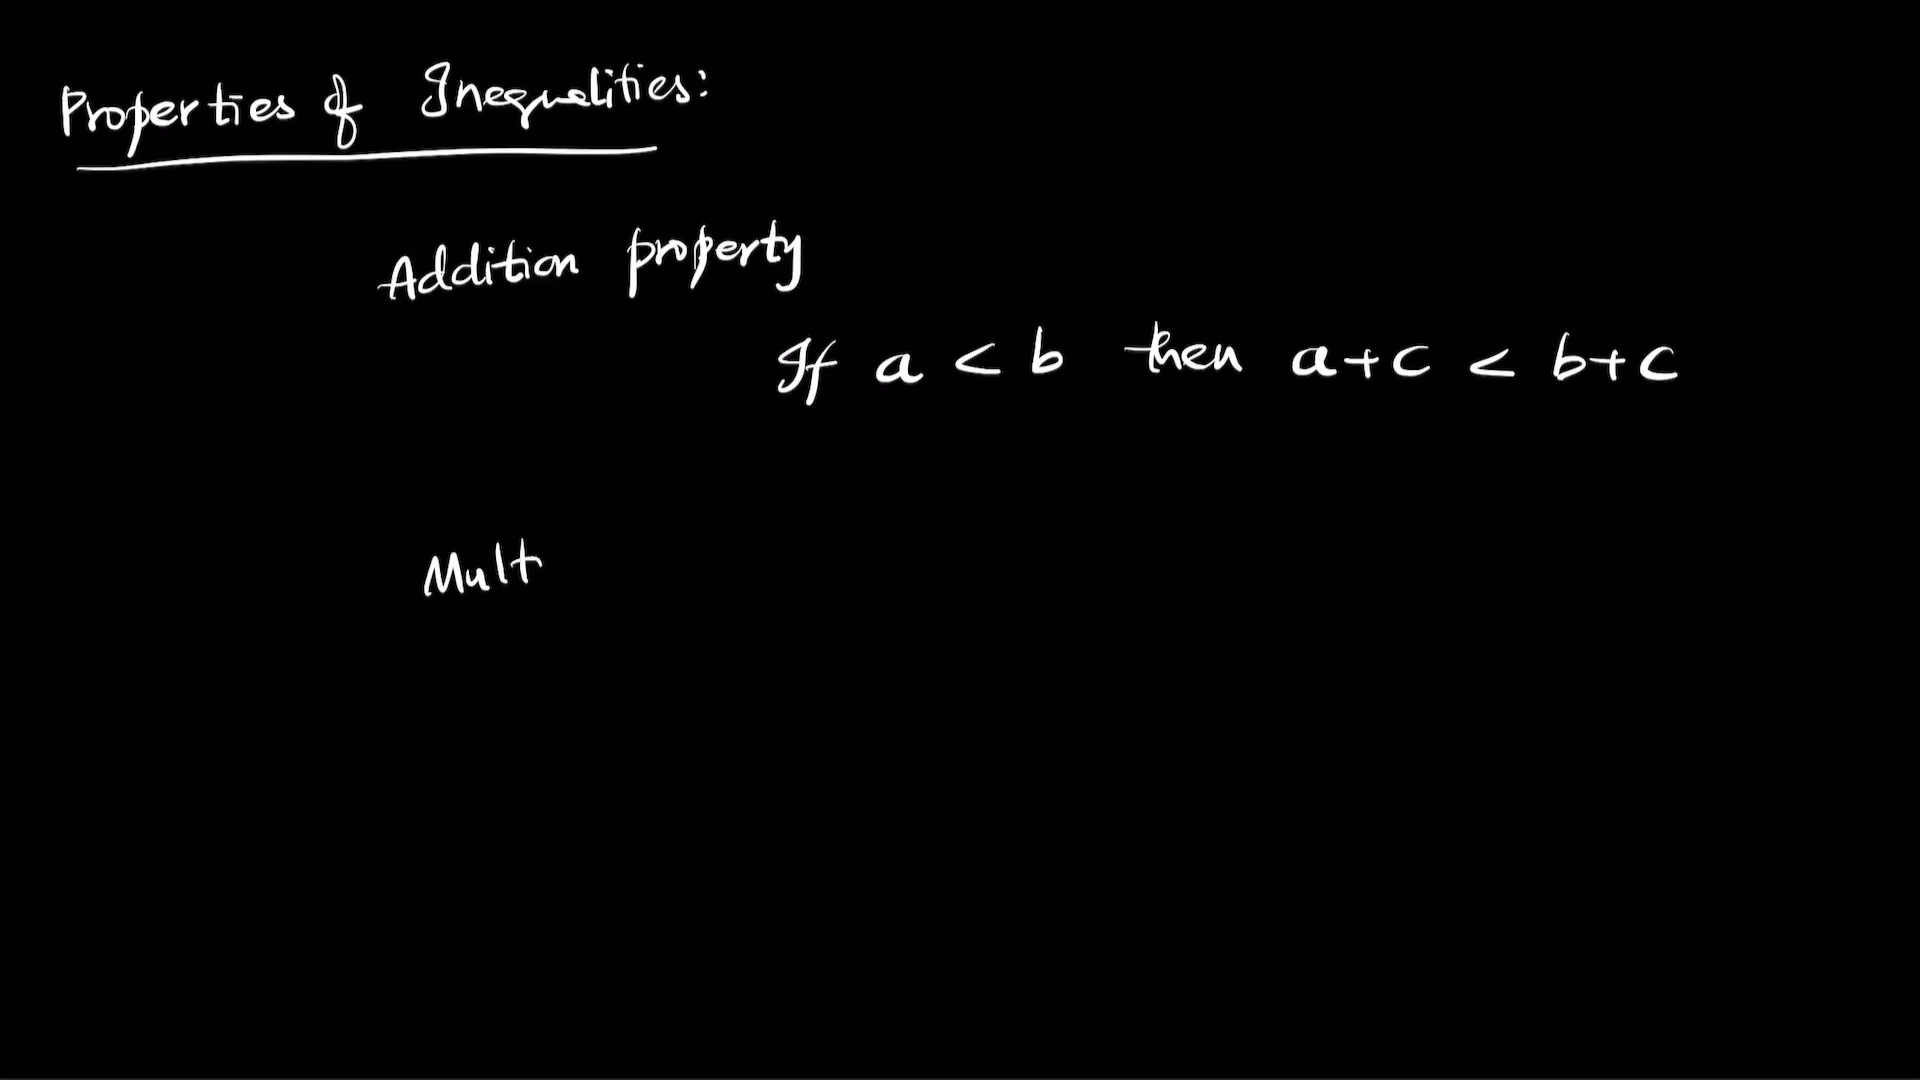 Properties of Inequalities:
Addition property
If a < b then a+c < b+c
Mult